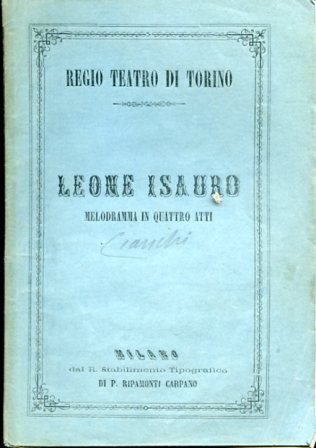 REGIO TEATRO DI TORINO
LEONE ISAURO
MELODRAMMA IN QUATTRO ATTI
MILANO
dal R. Stabilimento Tipografico
DI P. RIPAMONTI CARPANO